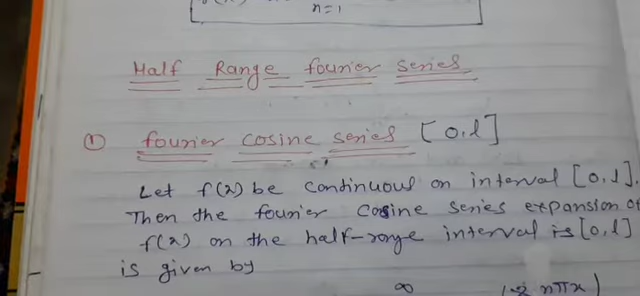 n=1
Half Range fourier series
① fourier cosine series [0,l]
Let f(x) be continuous on interval [0,l].
Then the fourier cosine series expansion of
f(x) on the half-range interval is [0,l]
is given by
∞ nπx